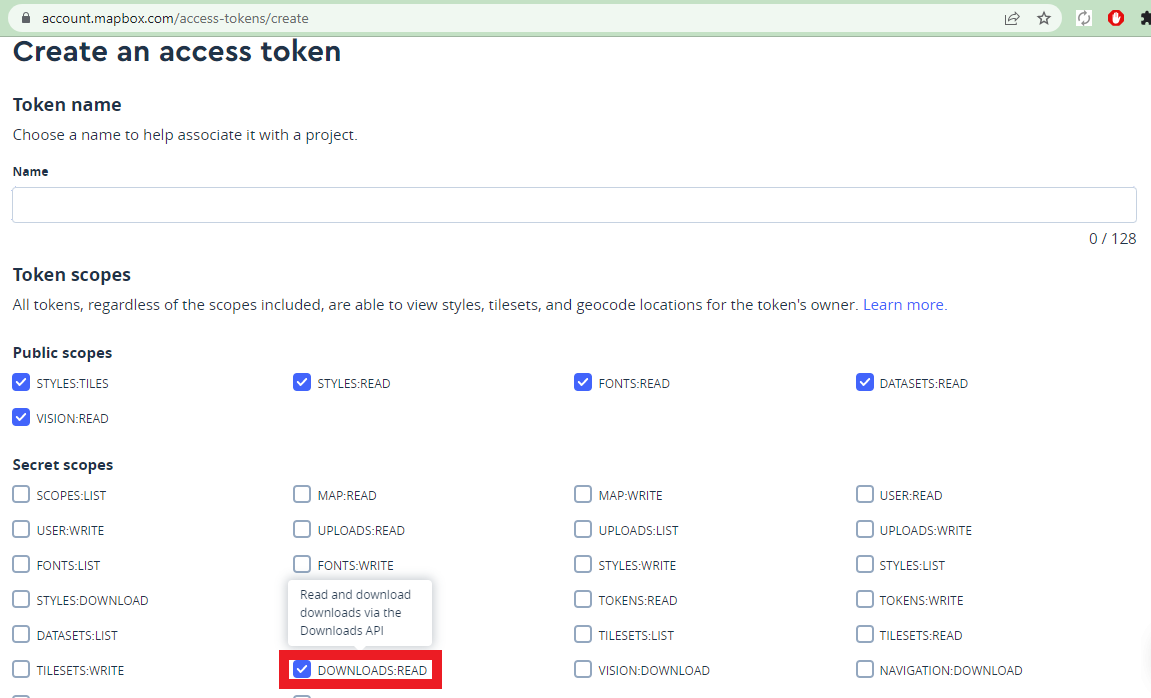 account.mapbox.com/access-tokens/create
Create an access token
Token name
Choose a name to help associate it with a project.
Name
0 / 128
Token scopes
All tokens, regardless of the scopes included, are able to view styles, tilesets, and geocode locations for the token's owner. Learn more.
Public scopes
STYLES:TILES STYLES:READ FONTS:READ DATASETS:READ
VISION:READ
Secret scopes
SCOPES:LIST MAP:READ MAP:WRITE USER:READ
USER:WRITE UPLOADS:READ UPLOADS:LIST UPLOADS:WRITE
FONTS:LIST FONTS:WRITE STYLES:WRITE STYLES:LIST
Read and download
downloads via the
Downloads API
STYLES:DOWNLOAD TOKENS:READ TOKENS:WRITE
DATASETS:LIST TILESETS:LIST TILESETS:READ
TILESETS:WRITE DOWNLOADS:READ VISION:DOWNLOAD NAVIGATION:DOWNLOAD